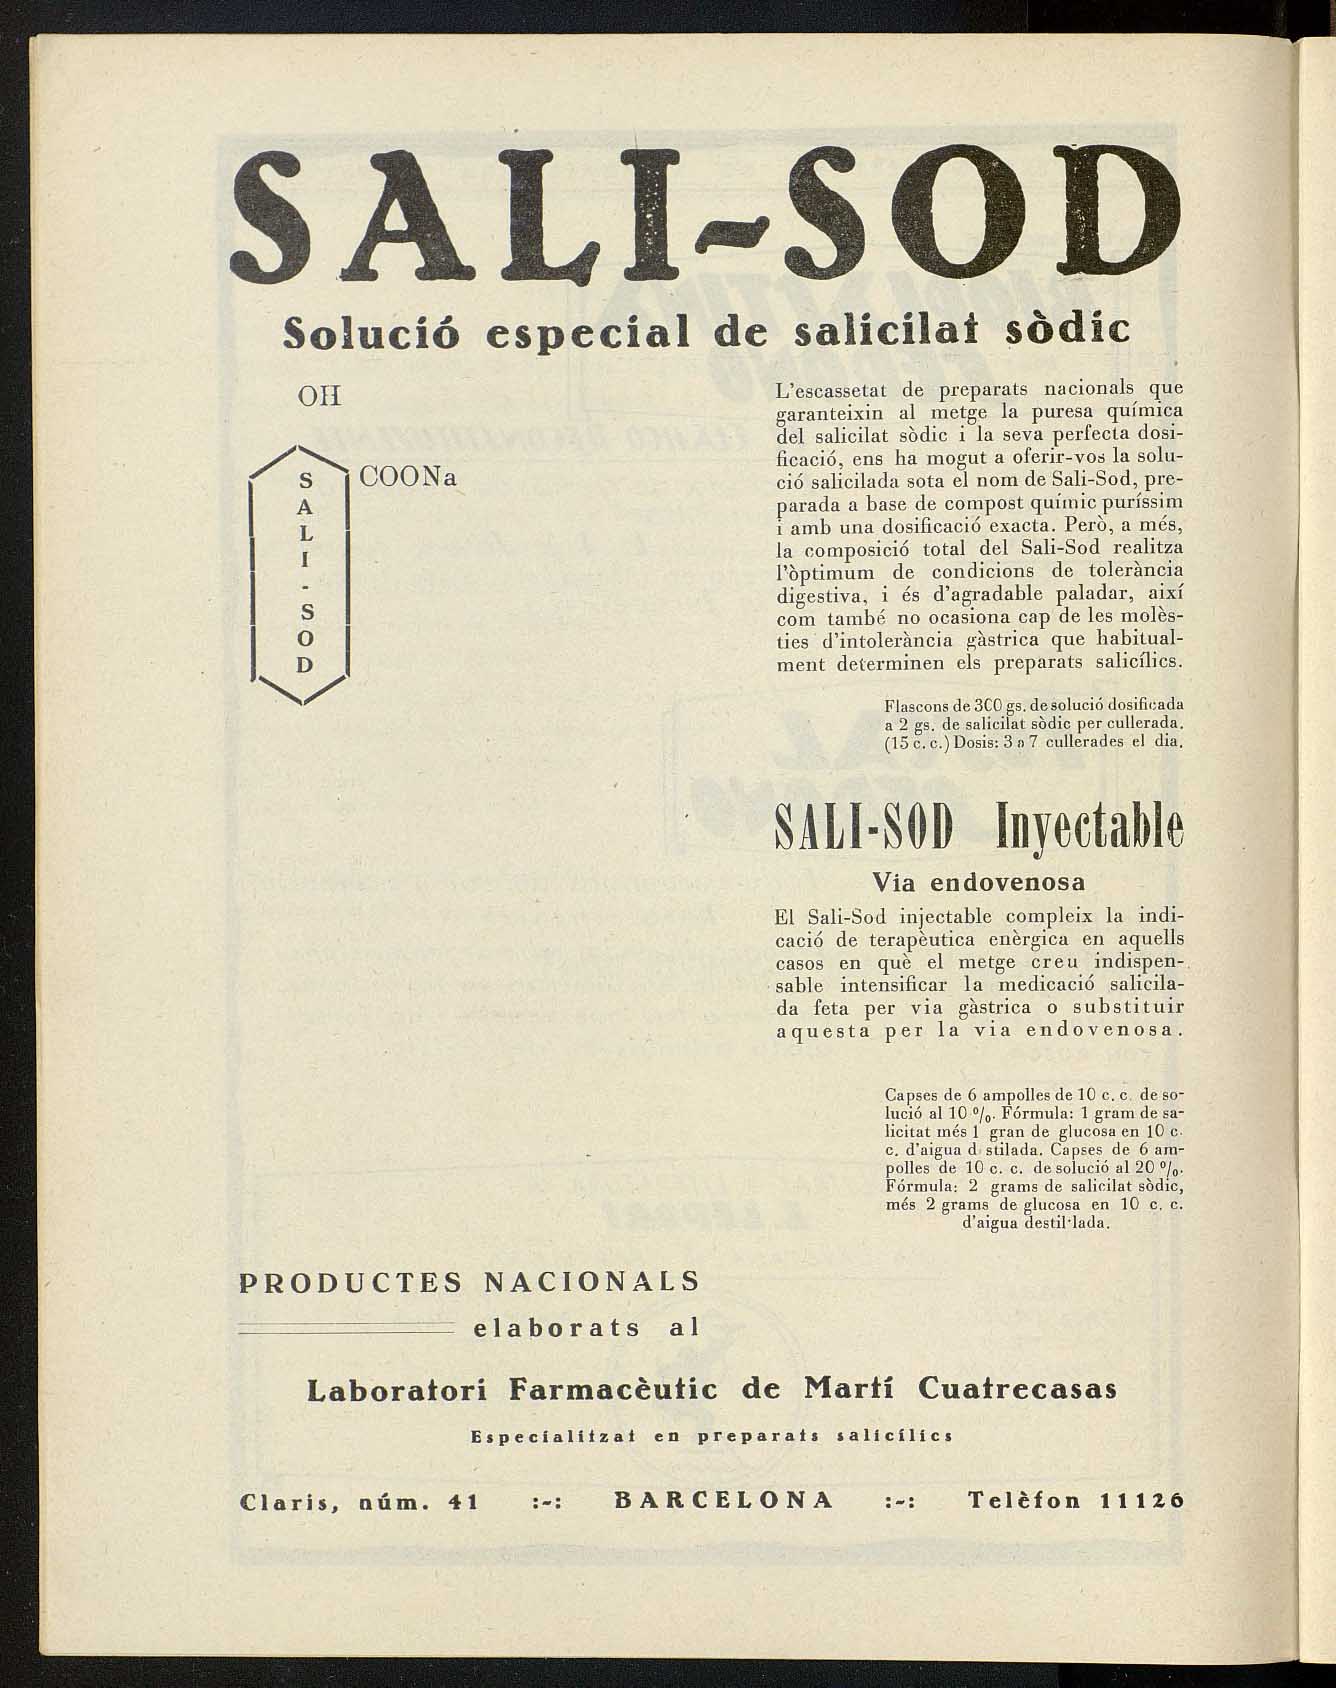 SALI-SOD
Solució especial de salicilat sòdic
OH
COONa
S
A
L
I
-
S
O
D
L'escassetat de preparats nacionals que
garanteixin al metge la puresa química
del salicilat sòdic i la seva perfecta dosi-
ficació, ens ha mogut a oferir-vos la solu-
ció salicilada sota el nom de Sali-Sod, pre-
parada a base de compost químic puríssim
i amb una dosificació exacta. Però, a més,
la composició total del Sali-Sod realitza
l'òptimum de condicions de tolerància
digestiva, i és d'agradable paladar, així
com també no ocasiona cap de les molès-
ties d'intolerància gàstrica que habitual-
ment determinen els preparats salicílics.
Flascons de 300 gs. de solució dosificada
a 2 gs. de salicilat sòdic per cullerada.
(15 c. c.) Dosis: 3 a 7 cullerades el dia.
SALI-SOD Inyectable
Via endovenosa
El Sali-Sod injectable compleix la indi-
cació de terapèutica enèrgica en aquells
casos en què el metge creu indispen-
sable intensificar la medicació salicila-
da feta per via gàstrica o substituir
aquesta per la via endovenosa.
Capses de 6 ampolles de 10 c. c. de so-
lució al 10 %. Fórmula: 1 gram de sa-
licitat més 1 gran de glucosa en 10 c.
c. d'aigua d stilada. Capses de 6 am-
polles de 10 c. c. de solució al 20 %.
Fórmula: 2 grams de salicilat sòdic,
més 2 grams de glucosa en 10 c. c.
d'aigua destil·lada.
PRODUCTES NACIONALS
elaborats al
Laboratori Farmacèutic de Martí Cuatrecasas
Especialitzat en preparats salicílics
Claris, núm. 41 :-: BARCELONA :-: Telèfon 11126